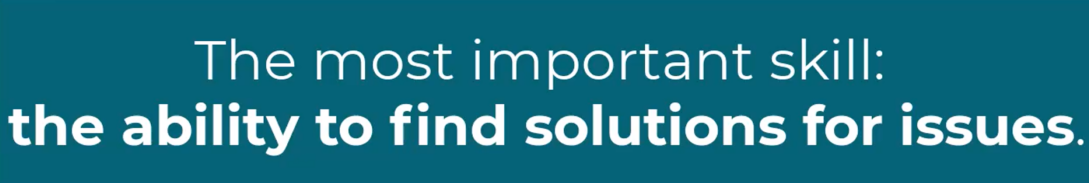 The most important skill:
the ability to find solutions for issues.